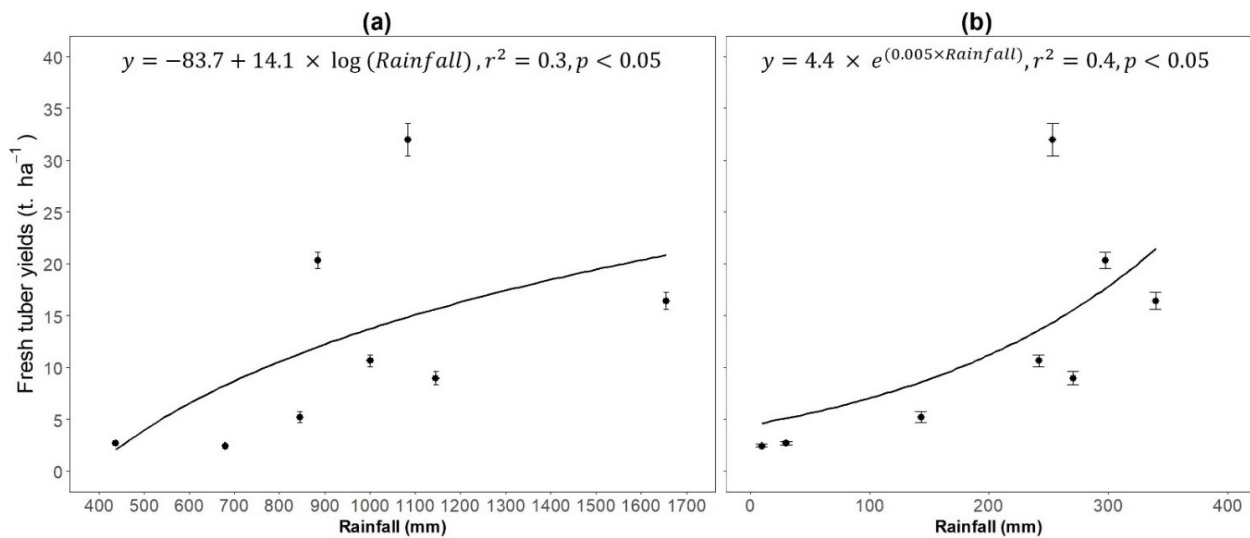 (a)
y = −83.7 + 14.1 × log (Rainfall), r² = 0.3, p < 0.05
Fresh tuber yields (t. ha⁻¹ )
40
35
30
25
20
15
10
5
0
400 500 600 700 800 900 1000 1100 1200 1300 1400 1500 1600 1700
Rainfall (mm)
(b)
y = 4.4 × e^(0.005×Rainfall), r² = 0.4, p < 0.05
0 100 200 300 400
Rainfall (mm)